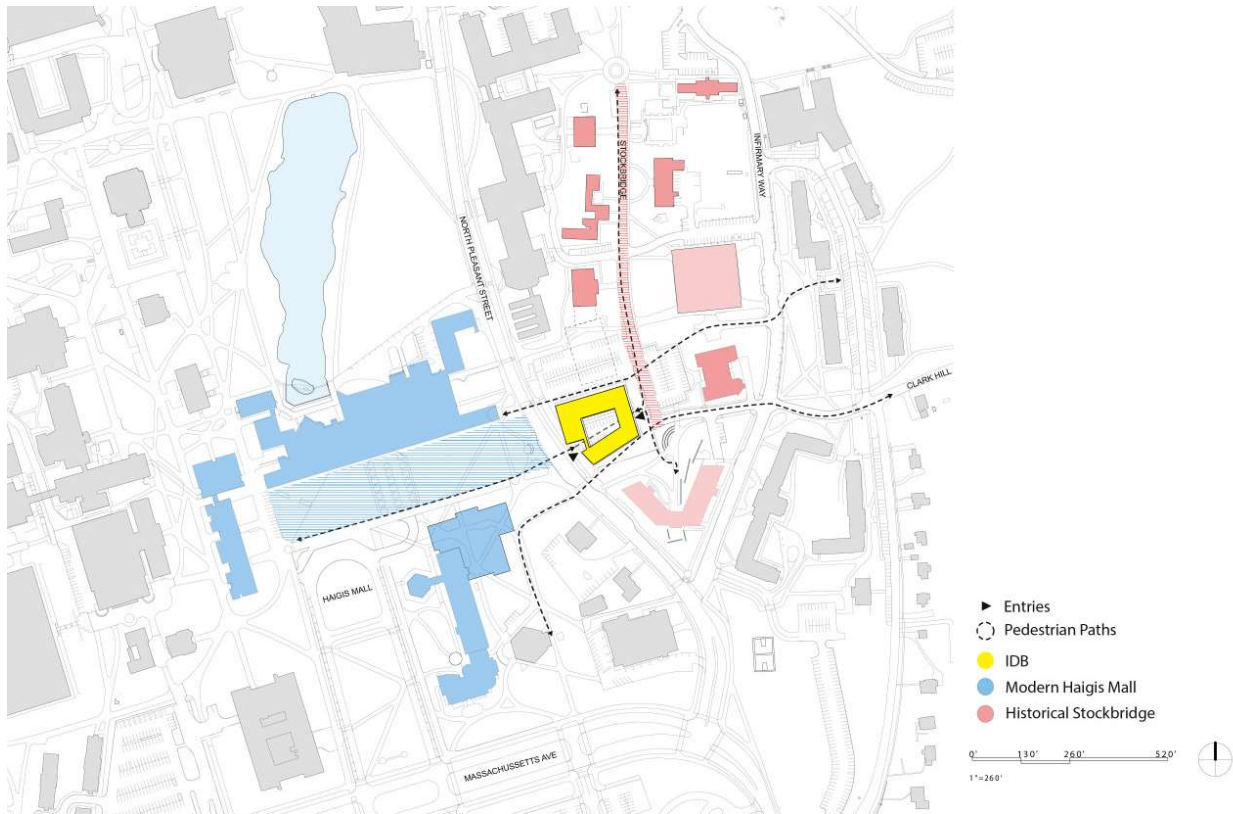 STOCKBRIDGE
INFIRMARY WAY
NORTH PLEASANT STREET
CLARK HILL
HAIGIS MALL
MASSACHUSSETTS AVE
Entries
Pedestrian Paths
IDB
Modern Haigis Mall
Historical Stockbridge
0' 130' 260' 520'
1"=260'